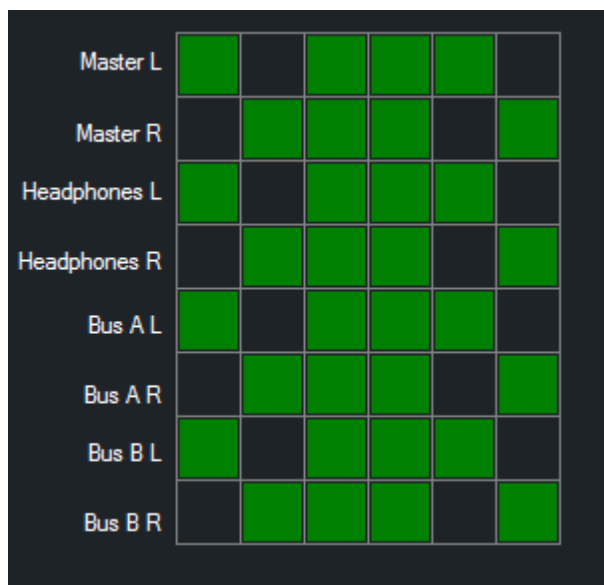 Master L
Master R
Headphones L
Headphones R
Bus A L
Bus A R
Bus B L
Bus B R